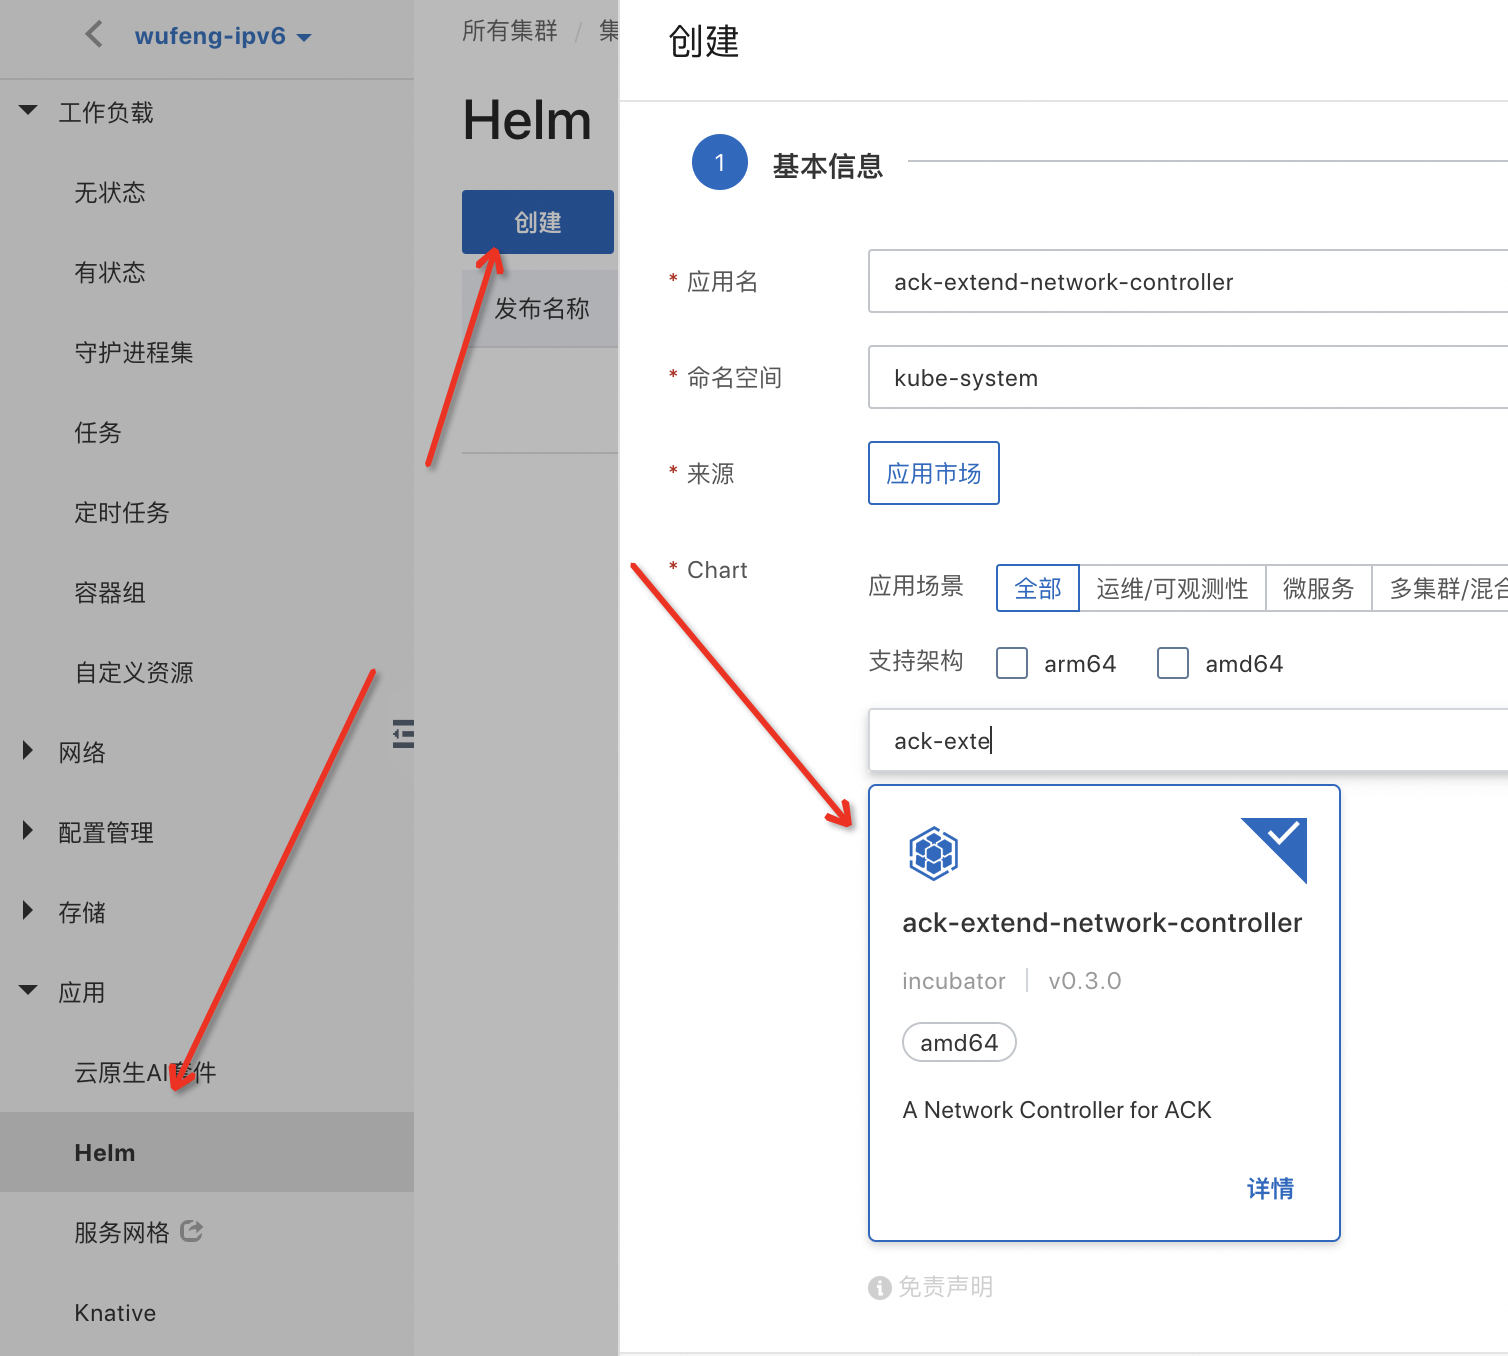 wufeng-ipv6
工作负载
无状态
有状态
守护进程集
任务
定时任务
容器组
自定义资源
网络
配置管理
存储
应用
云原生AI套件
Helm
服务网格
Knative
所有集群 / 集
Helm
创建
发布名称
创建
1 基本信息
* 应用名 ack-extend-network-controller
* 命名空间 kube-system
* 来源 应用市场
* Chart
应用场景 全部 运维/可观测性 微服务 多集群/混合
支持架构 arm64 amd64
ack-exte
ack-extend-network-controller
incubator | v0.3.0
amd64
A Network Controller for ACK
详情
免责声明